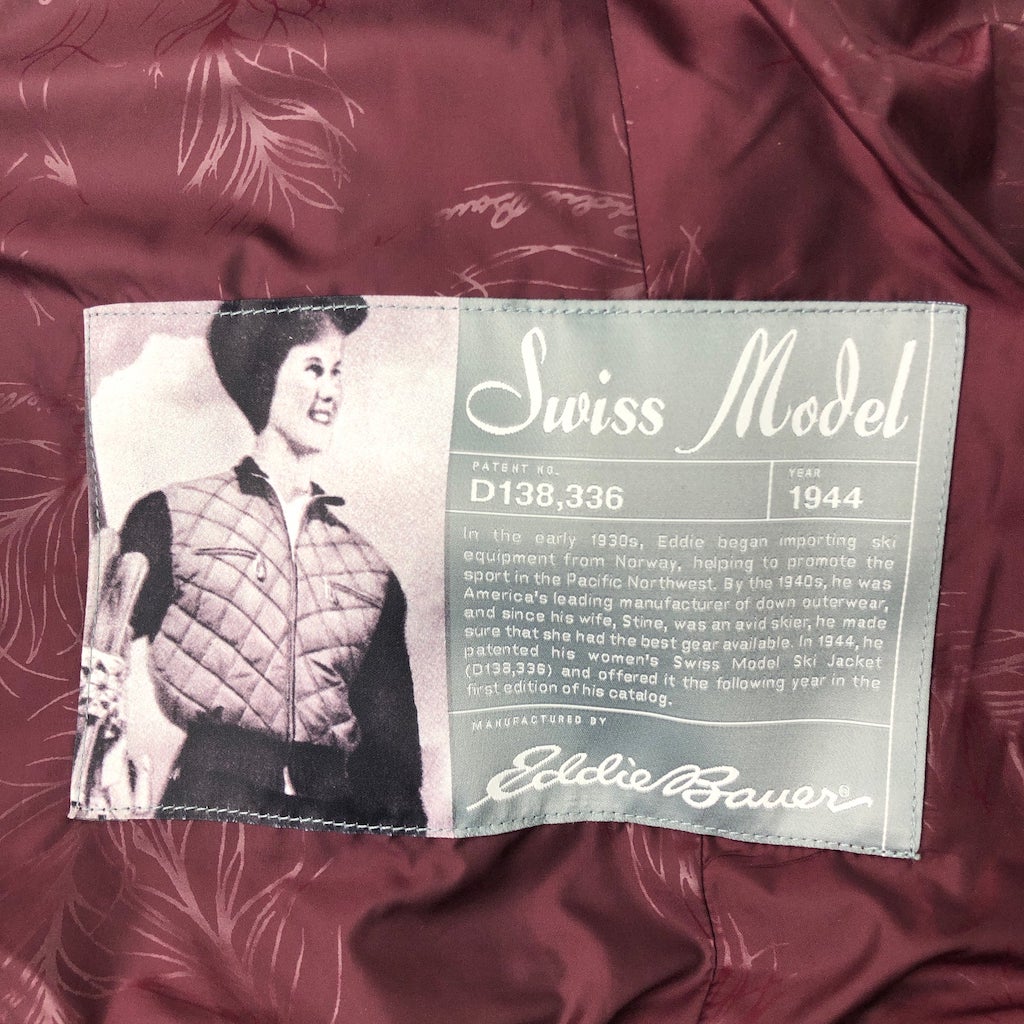 Eddie Bauer
Swiss Model
PATENT NO.
D138,336
YEAR
1944
In the early 1930s, Eddie began importing ski
equipment from Norway, helping to promote the
sport in the Pacific Northwest. By the 1940s, he was
America's leading manufacturer of down outerwear,
and since his wife, Stine, was an avid skier, he made
sure that she had the best gear available. In 1944, he
patented his women's Swiss Model Ski Jacket
(D138,336) and offered it the following year in the
first edition of his catalog.
MANUFACTURED BY
Eddie Bauer®